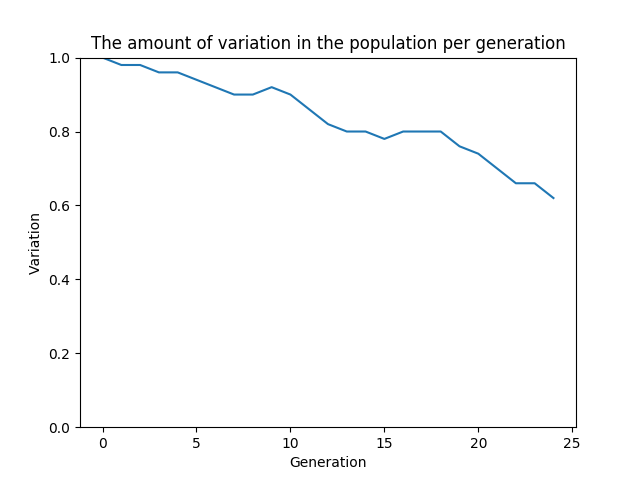 The amount of variation in the population per generation
1.0
0.8
0.6
0.4
0.2
0.0
Variation
0 5 10 15 20 25
Generation